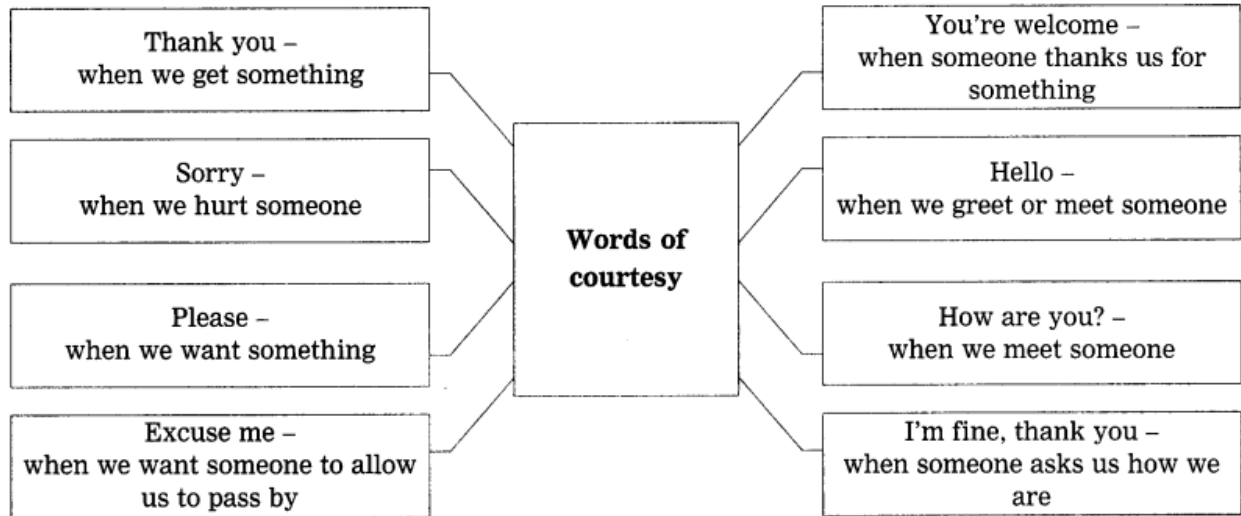 Thank you –
when we get something
Sorry –
when we hurt someone
Please –
when we want something
Excuse me –
when we want someone to allow
us to pass by
Words of
courtesy
You're welcome –
when someone thanks us for
something
Hello –
when we greet or meet someone
How are you? –
when we meet someone
I'm fine, thank you –
when someone asks us how we
are